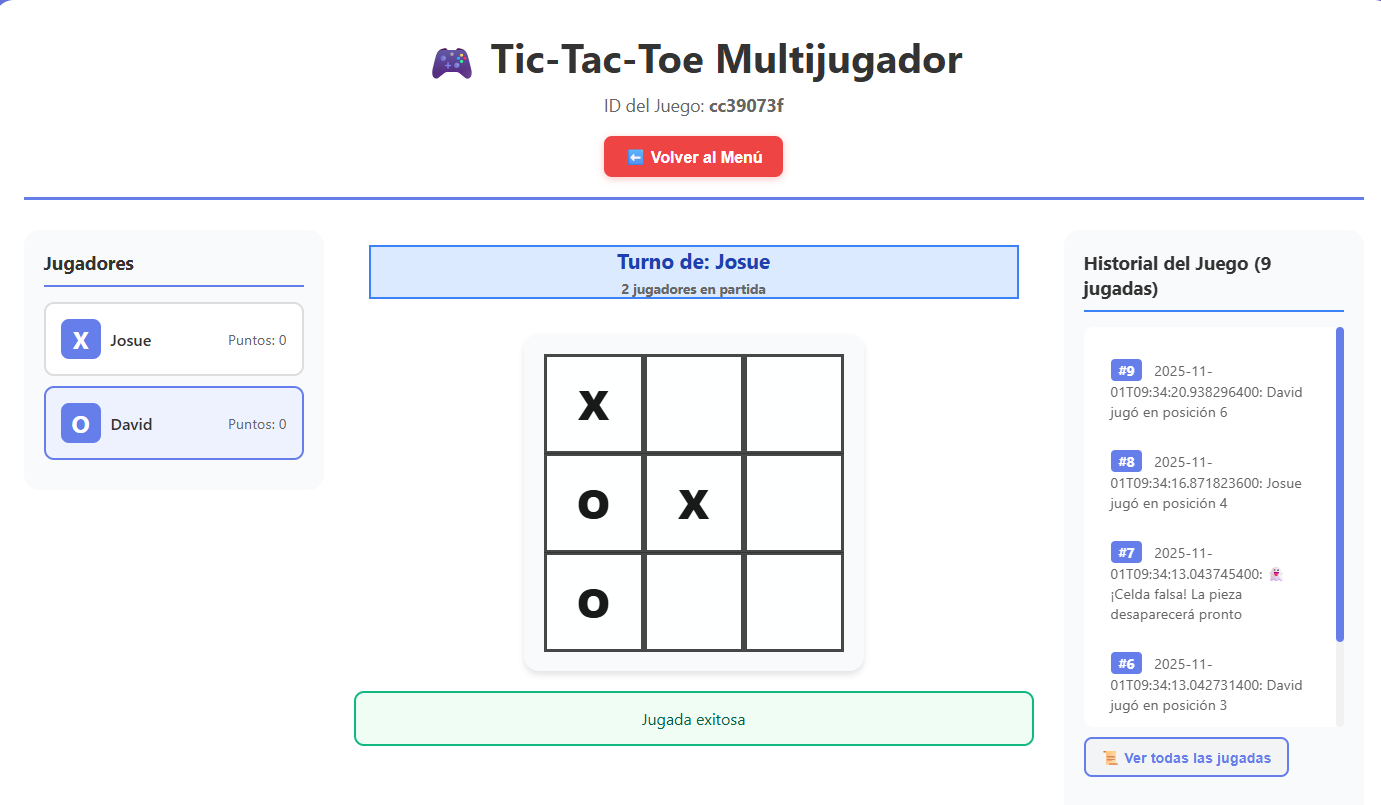 Tic-Tac-Toe Multijugador
ID del Juego: cc39073f
Volver al Menú
Jugadores
X Josue Puntos: 0
O David Puntos: 0
Turno de: Josue
2 jugadores en partida
X
O X
O
Jugada exitosa
Historial del Juego (9
jugadas)
#9 2025-11-
01T09:34:20.938296400: David
jugó en posición 6
#8 2025-11-
01T09:34:16.871823600: Josue
jugó en posición 4
#7 2025-11-
01T09:34:13.043745400: 👻
¡Celda falsa! La pieza
desaparecerá pronto
#6 2025-11-
01T09:34:13.042731400: David
jugó en posición 3
Ver todas las jugadas